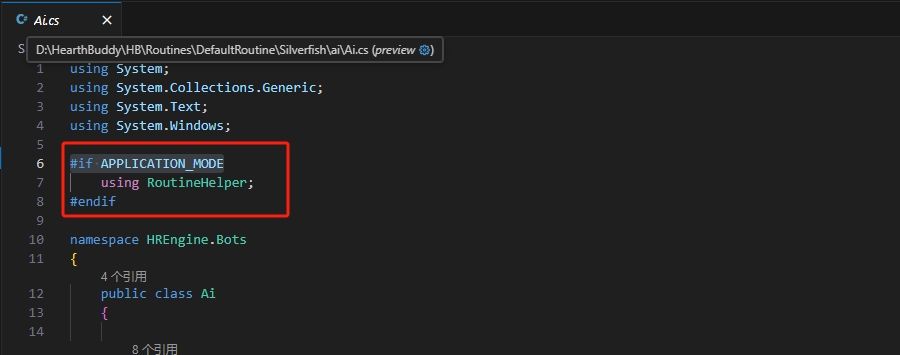 C# Ai.cs ×
S
D:\HearthBuddy\HB\Routines\DefaultRoutine\Silverfish\ai\Ai.cs (preview ⚙)
1 using System;
2 using System.Collections.Generic;
3 using System.Text;
4 using System.Windows;
5
6 #if APPLICATION_MODE
7 using RoutineHelper;
8 #endif
9
10 namespace HREngine.Bots
11 {
4 个引用
12 public class Ai
13 {
14
8 个引用